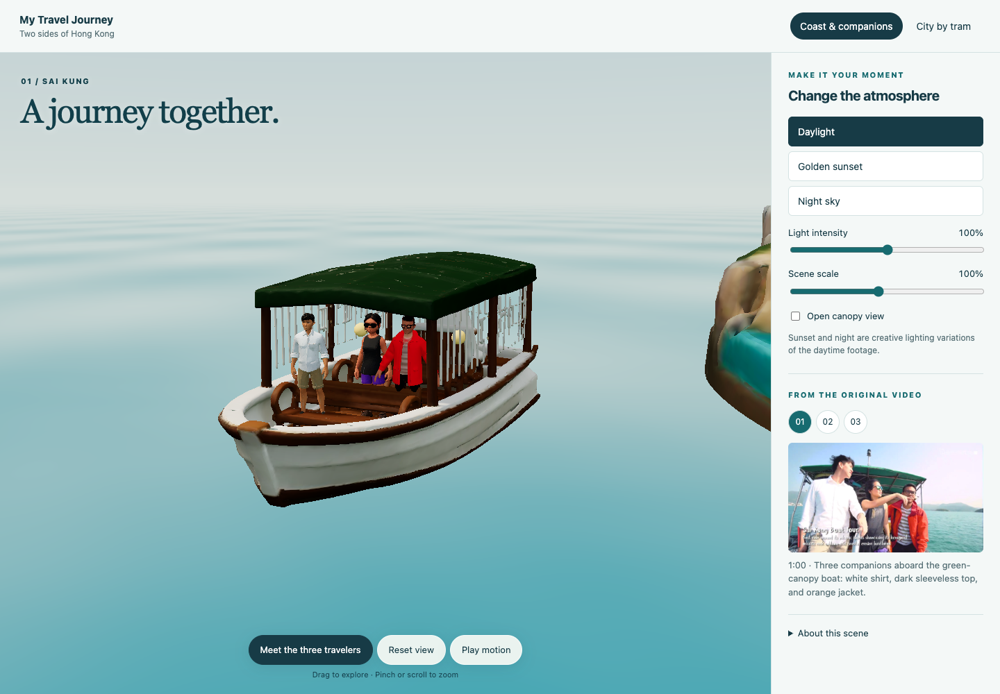 My Travel Journey
Two sides of Hong Kong
Coast & companions
City by tram
01 / SAI KUNG
A journey together.
MAKE IT YOUR MOMENT
Change the atmosphere
Daylight
Golden sunset
Night sky
Light intensity 100%
Scene scale 100%
Open canopy view
Sunset and night are creative lighting variations
of the daytime footage.
FROM THE ORIGINAL VIDEO
01 02 03
Sai Kung Boat Tour
1:00 · Three companions aboard the green-
canopy boat: white shirt, dark sleeveless top,
and orange jacket.
About this scene
Meet the three travelers
Reset view
Play motion
Drag to explore · Pinch or scroll to zoom